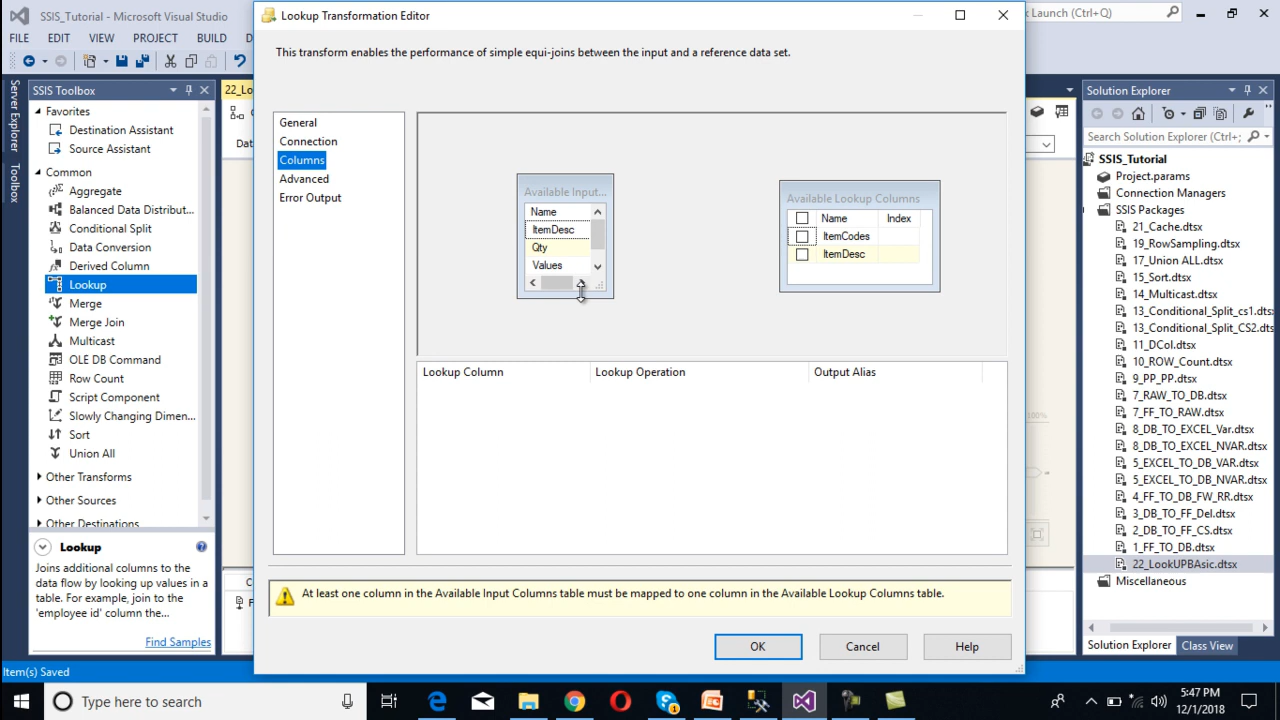 SSIS_Tutorial - Microsoft Visual Studio
Lookup Transformation Editor
Launch (Ctrl+Q)
FILE EDIT VIEW PROJECT BUILD
This transform enables the performance of simple equi-joins between the input and a reference data set.
Server Explorer
Toolbox
SSIS Toolbox
Favorites
Destination Assistant
Source Assistant
Common
Aggregate
Balanced Data Distribut...
Conditional Split
Data Conversion
Derived Column
Lookup
Merge
Merge Join
Multicast
OLE DB Command
Row Count
Script Component
Slowly Changing Dimen...
Sort
Union All
Other Transforms
Other Sources
Other Destinations
Lookup
Joins additional columns to the
data flow by looking up values in a
table. For example, join to the
'employee id' column the...
Find Samples
22_Lo
Dat
General
Connection
Columns
Advanced
Error Output
Available Input...
Name
ItemDesc
Qty
Values
Available Lookup Columns
Name Index
ItemCodes
ItemDesc
Lookup Column Lookup Operation Output Alias
At least one column in the Available Input Columns table must be mapped to one column in the Available Lookup Columns table.
OK Cancel Help
100%
Solution Explorer
Search Solution Explorer (Ctrl+;
SSIS_Tutorial
Project.params
Connection Managers
SSIS Packages
21_Cache.dtsx
19_RowSampling.dtsx
17_Union ALL.dtsx
15_Sort.dtsx
14_Multicast.dtsx
13_Conditional_Split_cs1.dtsx
13_Conditional_Split_CS2.dtsx
11_DCol.dtsx
10_ROW_Count.dtsx
9_PP_PP.dtsx
7_RAW_TO_DB.dtsx
7_FF_TO_RAW.dtsx
8_DB_TO_EXCEL_Var.dtsx
8_DB_TO_EXCEL_NVAR.dtsx
5_EXCEL_TO_DB_VAR.dtsx
5_EXCEL_TO_DB_NVAR.dtsx
4_FF_TO_DB_FW_RR.dtsx
3_DB_TO_FF_Del.dtsx
2_DB_TO_FF_CS.dtsx
1_FF_TO_DB.dtsx
22_LookUPBAsic.dtsx
Miscellaneous
Solution Explorer Class View
Item(s) Saved
Type here to search
5:47 PM
12/1/2018